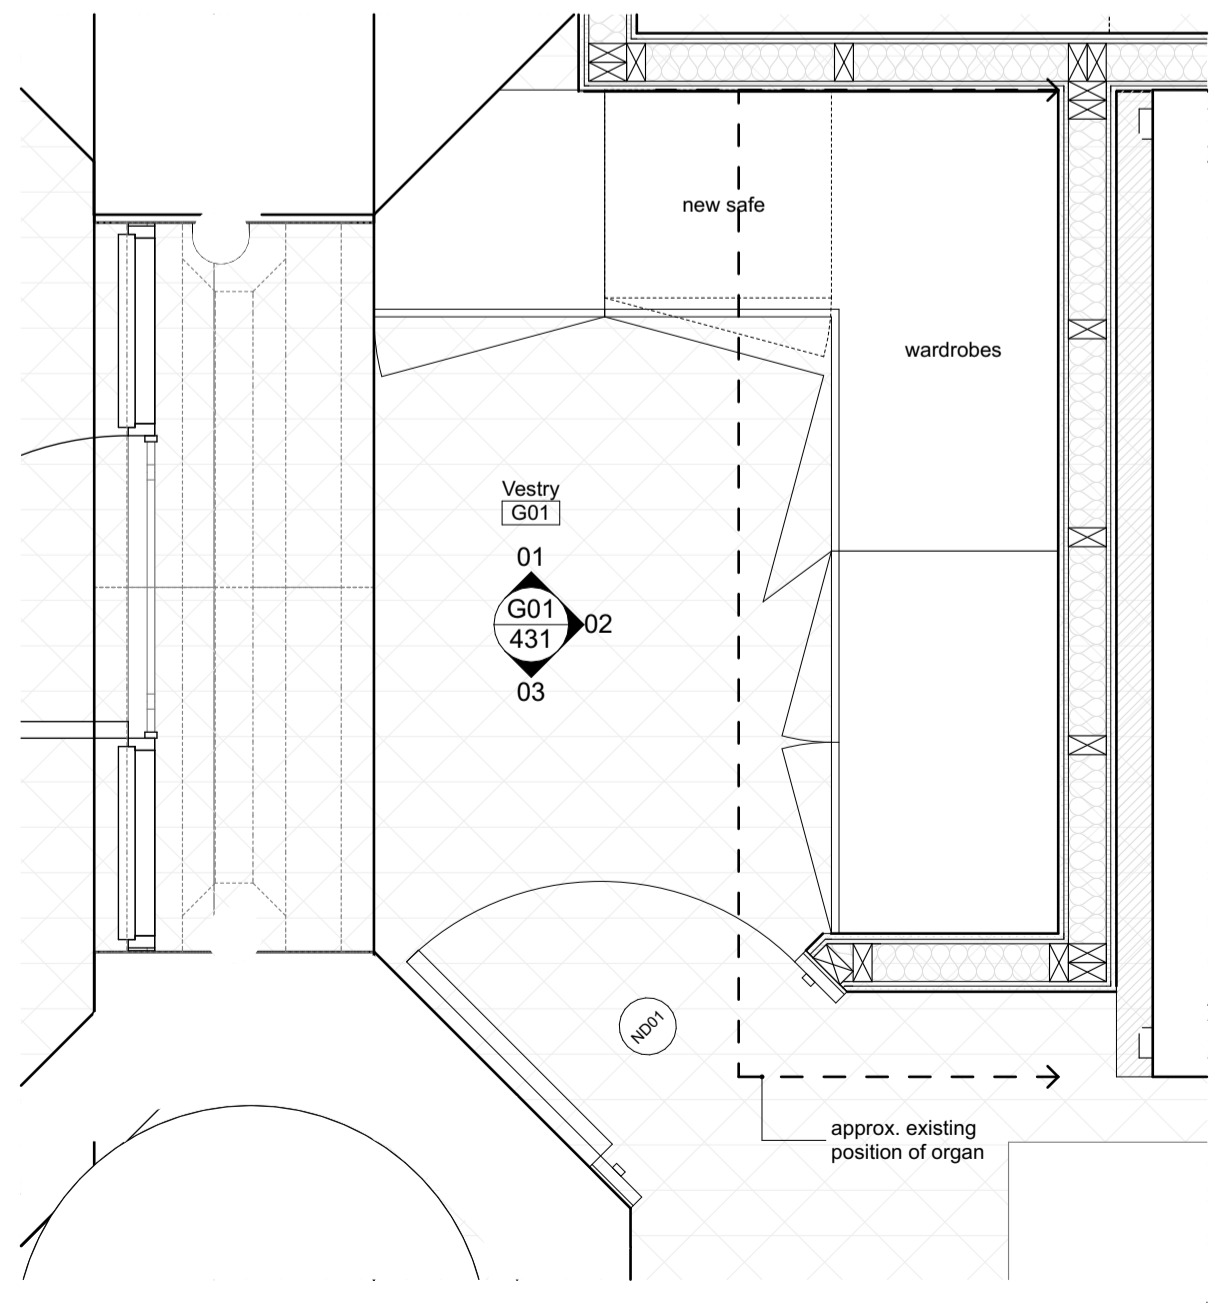 new safe
wardrobes
Vestry
G01
01
G01
02
431
03
ND01
approx. existing
position of organ